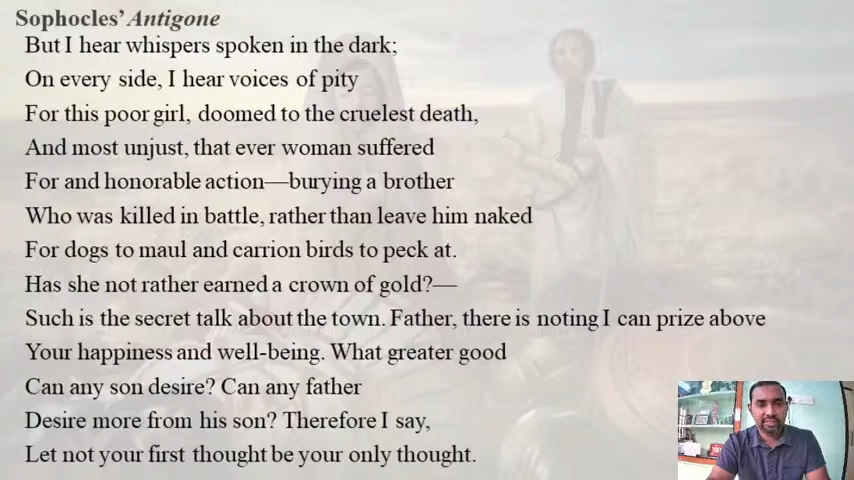 Sophocles’ Antigone
But I hear whispers spoken in the dark;
On every side, I hear voices of pity
For this poor girl, doomed to the cruelest death,
And most unjust, that ever woman suffered
For and honorable action—burying a brother
Who was killed in battle, rather than leave him naked
For dogs to maul and carrion birds to peck at.
Has she not rather earned a crown of gold?—
Such is the secret talk about the town. Father, there is noting I can prize above
Your happiness and well-being. What greater good
Can any son desire? Can any father
Desire more from his son? Therefore I say,
Let not your first thought be your only thought.